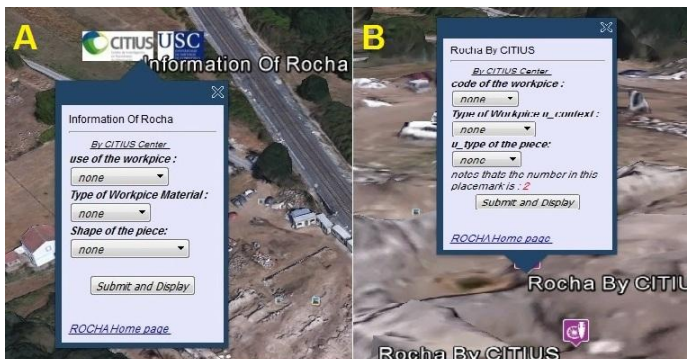 A
CITIUS USC
Information Of Rocha
Information Of Rocha
By CITIUS Center
use of the workpice :
none
Type of Workpice Material :
none
Shape of the piece:
none
Submit and Display
ROCHA Home page
B
Rocha By CITIUS
By CITIUS Center
code of the workpice :
none
Type of Workpice u_context :
none
u_type of the piece:
none
notes thats the number in this
placemark is : 2
Submit and Display
ROCHA Home page
Rocha By CITIU
Rocha By CITIUS